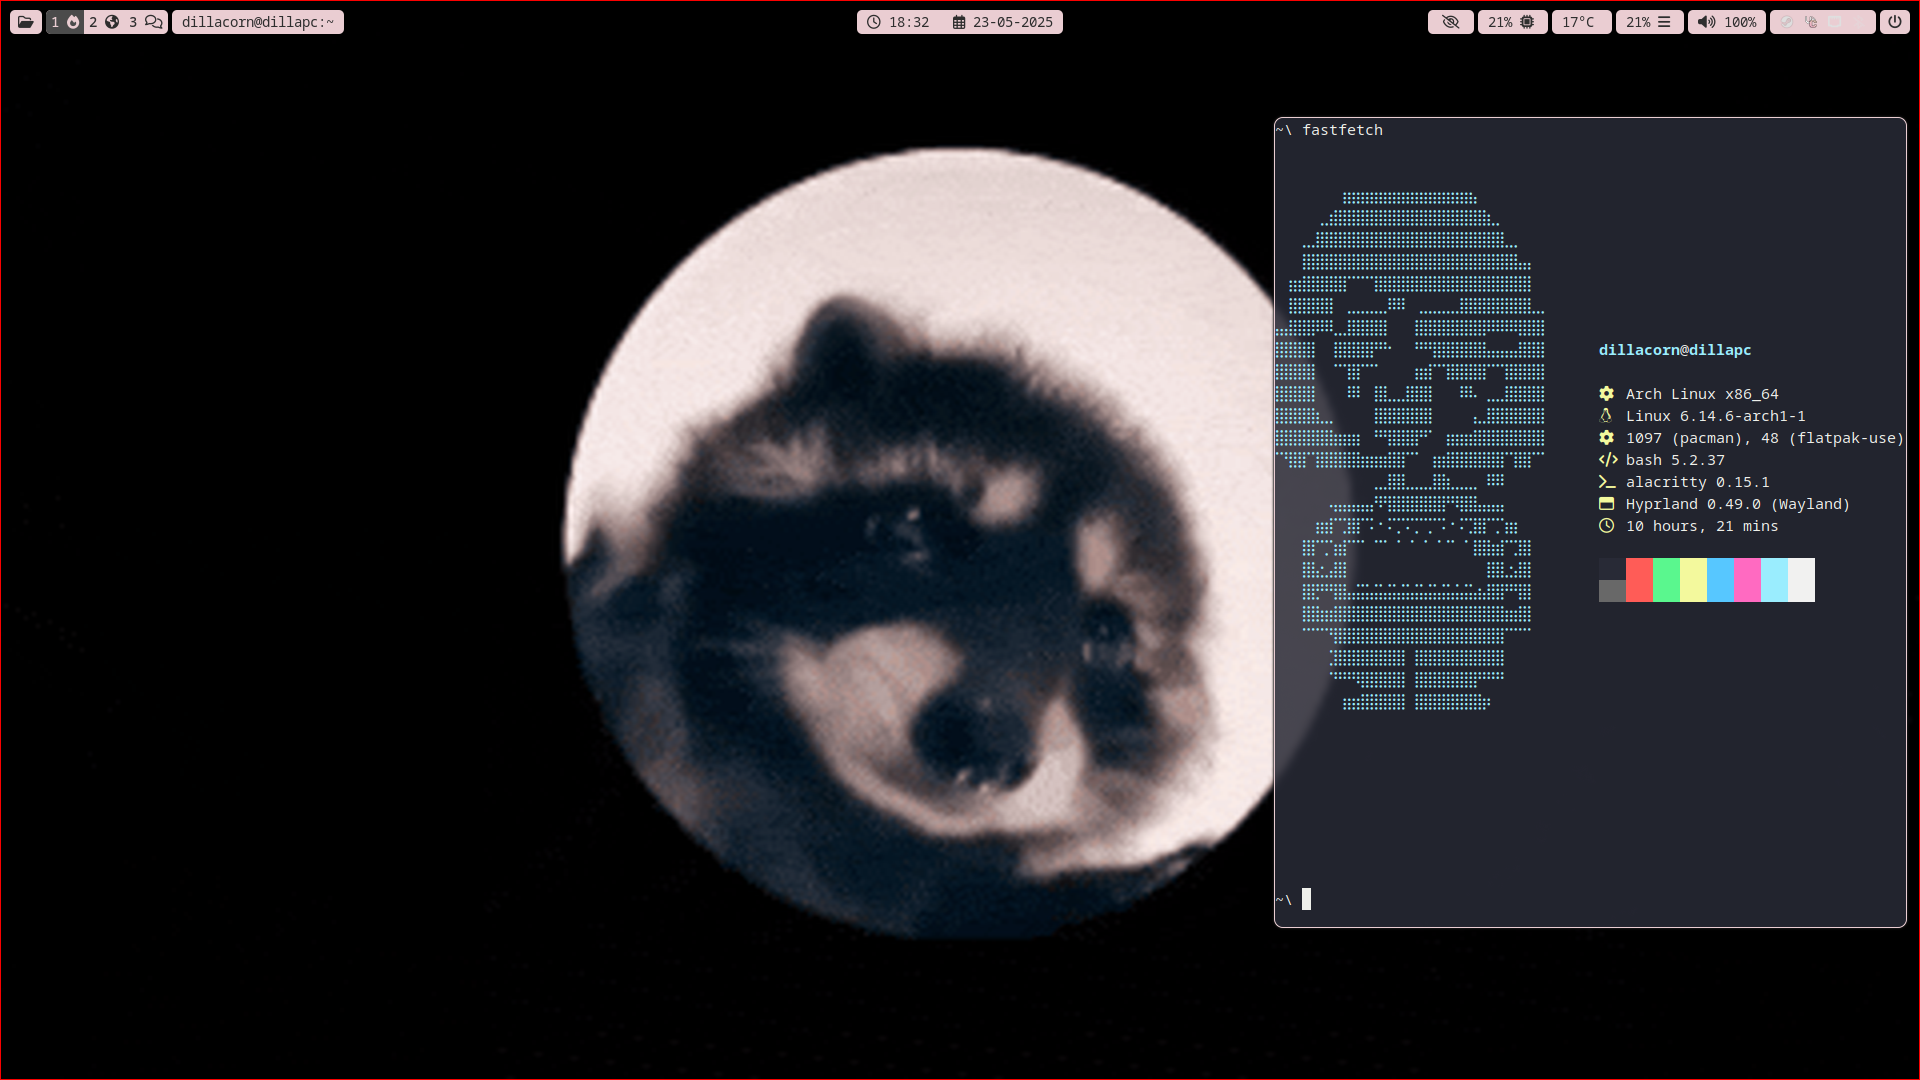 1 2 3 dillacorn@dillapc:~
18:32 23-05-2025
21% 17°C 21% 100%
~\ fastfetch
dillacorn@dillapc
Arch Linux x86_64
Linux 6.14.6-arch1-1
1097 (pacman), 48 (flatpak-use)
bash 5.2.37
alacritty 0.15.1
Hyprland 0.49.0 (Wayland)
10 hours, 21 mins
~\